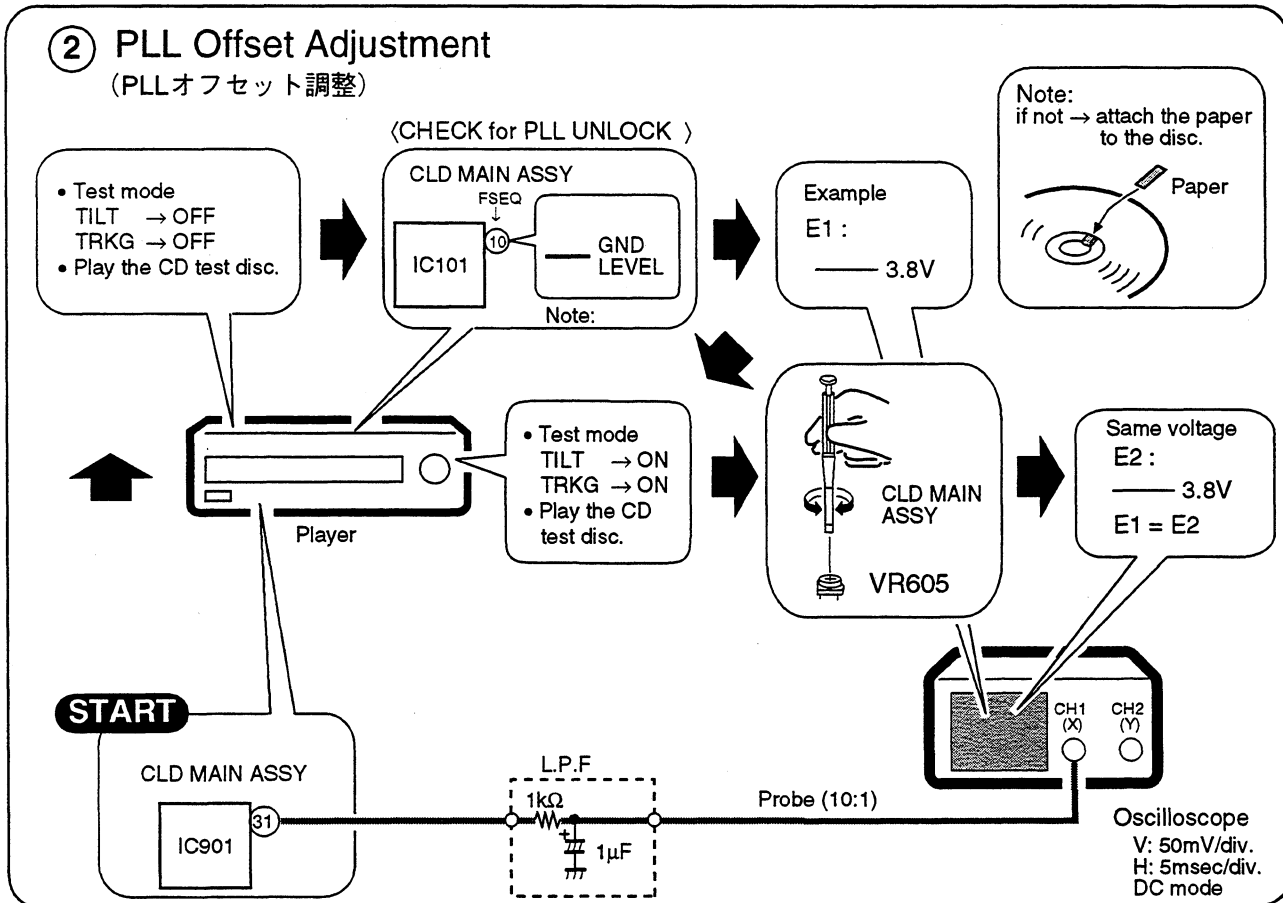 ② PLL Offset Adjustment
（PLLオフセット調整）
• Test mode
TILT → OFF
TRKG → OFF
• Play the CD test disc.
〈CHECK for PLL UNLOCK 〉
CLD MAIN ASSY
FSEQ
↓
IC101
10
GND
LEVEL
Note:
Example
E1 :
3.8V
Note:
if not → attach the paper
to the disc.
Paper
Player
• Test mode
TILT → ON
TRKG → ON
• Play the CD
test disc.
CLD MAIN
ASSY
VR605
Same voltage
E2 :
3.8V
E1 = E2
START
CLD MAIN ASSY
IC901
31
L.P.F
1kΩ
+
1μF
Probe (10:1)
CH1
(X)
CH2
(Y)
Oscilloscope
V: 50mV/div.
H: 5msec/div.
DC mode